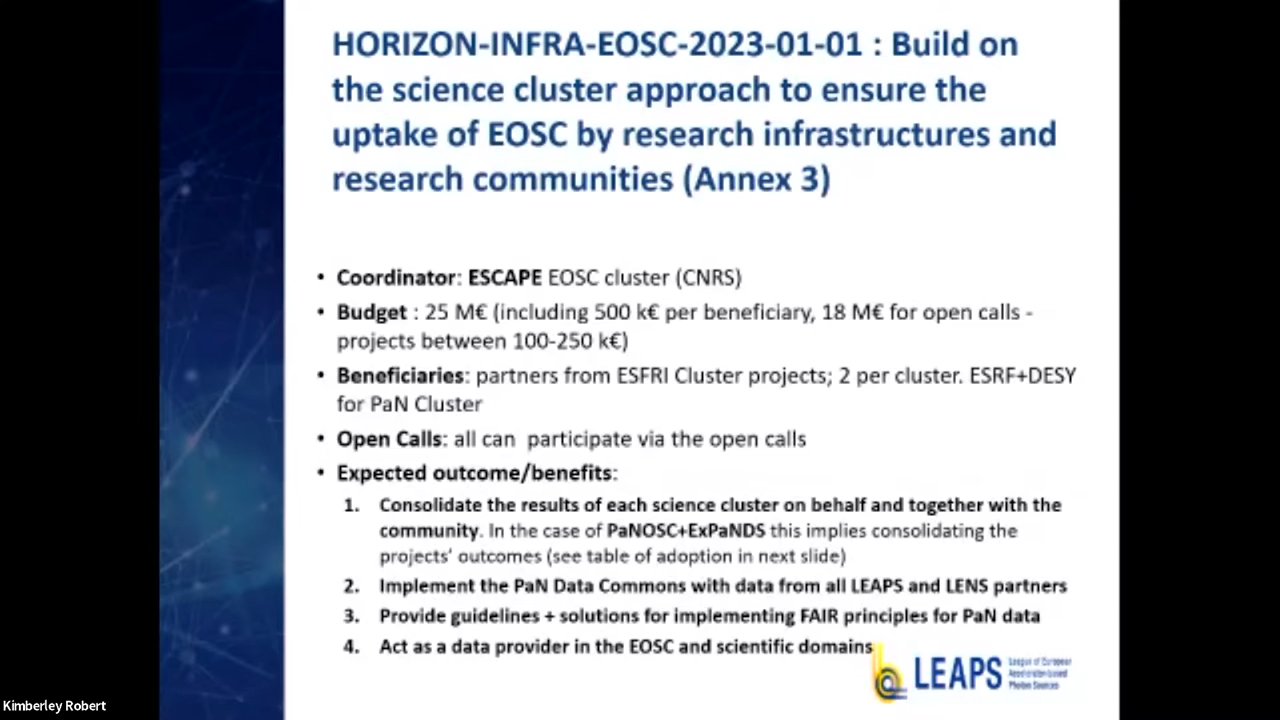 HORIZON-INFRA-EOSC-2023-01-01 : Build on
the science cluster approach to ensure the
uptake of EOSC by research infrastructures and
research communities (Annex 3)
• Coordinator: ESCAPE EOSC cluster (CNRS)
• Budget : 25 M€ (including 500 k€ per beneficiary, 18 M€ for open calls -
projects between 100-250 k€)
• Beneficiaries: partners from ESFRI Cluster projects; 2 per cluster. ESRF+DESY
for PaN Cluster
• Open Calls: all can participate via the open calls
• Expected outcome/benefits:
1. Consolidate the results of each science cluster on behalf and together with the
community. In the case of PaNOSC+ExPaNDS this implies consolidating the
projects' outcomes (see table of adoption in next slide)
2. Implement the PaN Data Commons with data from all LEAPS and LENS partners
3. Provide guidelines + solutions for implementing FAIR principles for PaN data
4. Act as a data provider in the EOSC and scientific domains
LEAPS
League of European
Accelerator-based
Photon Sources
Kimberley Robert